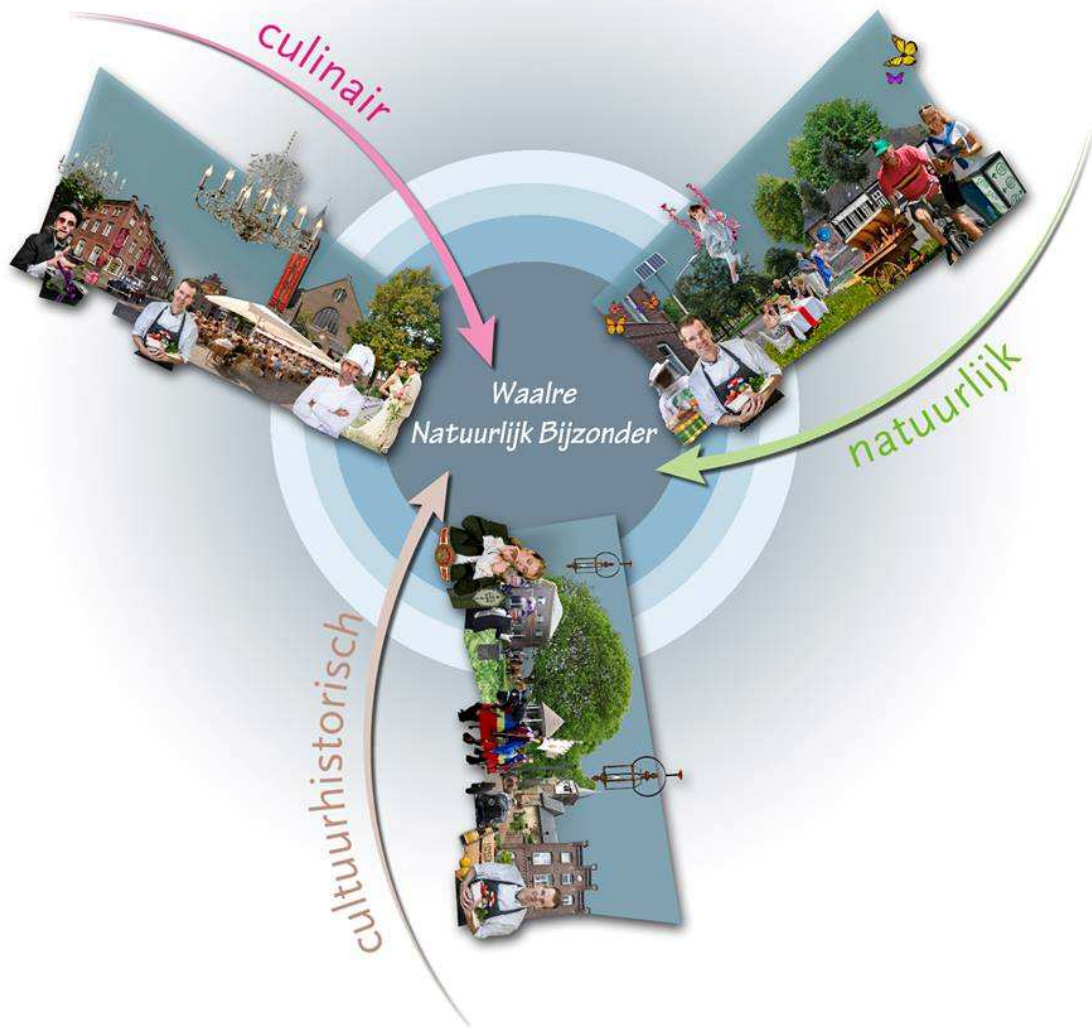 culinair
natuurlijk
Waalre
Natuurlijk Bijzonder
cultuurhistorisch